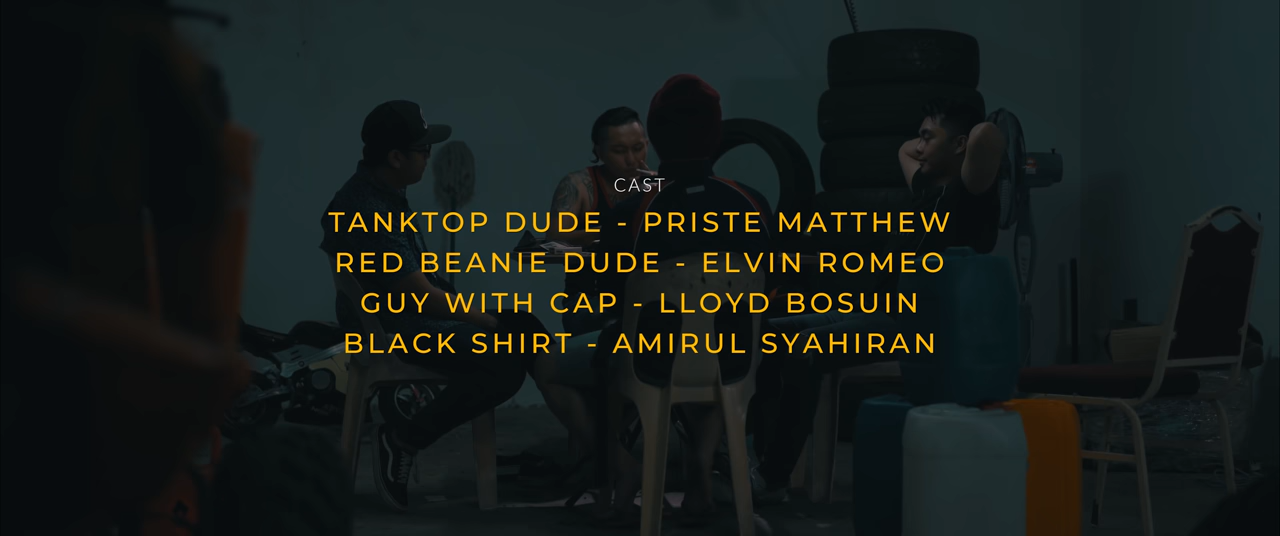 CAST
TANKTOP DUDE - PRISTE MATTHEW
RED BEANIE DUDE - ELVIN ROMEO
GUY WITH CAP - LLOYD BOSUIN
BLACK SHIRT - AMIRUL SYAHIRAN